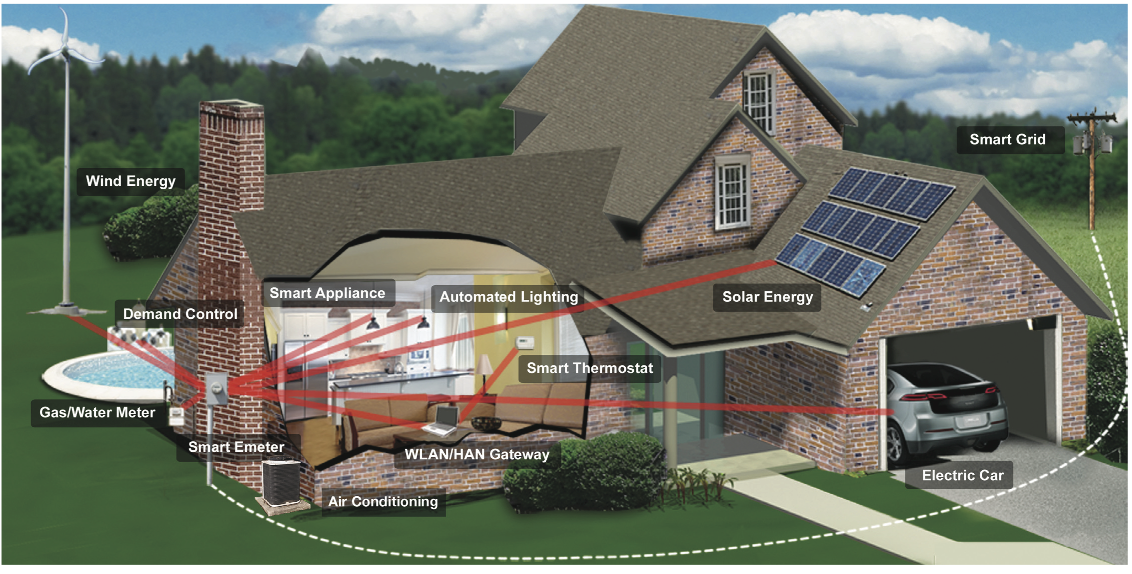 Smart Grid
Wind Energy
Smart Appliance
Automated Lighting
Solar Energy
Demand Control
Smart Thermostat
Gas/Water Meter
Smart Emeter
WLAN/HAN Gateway
Electric Car
Air Conditioning